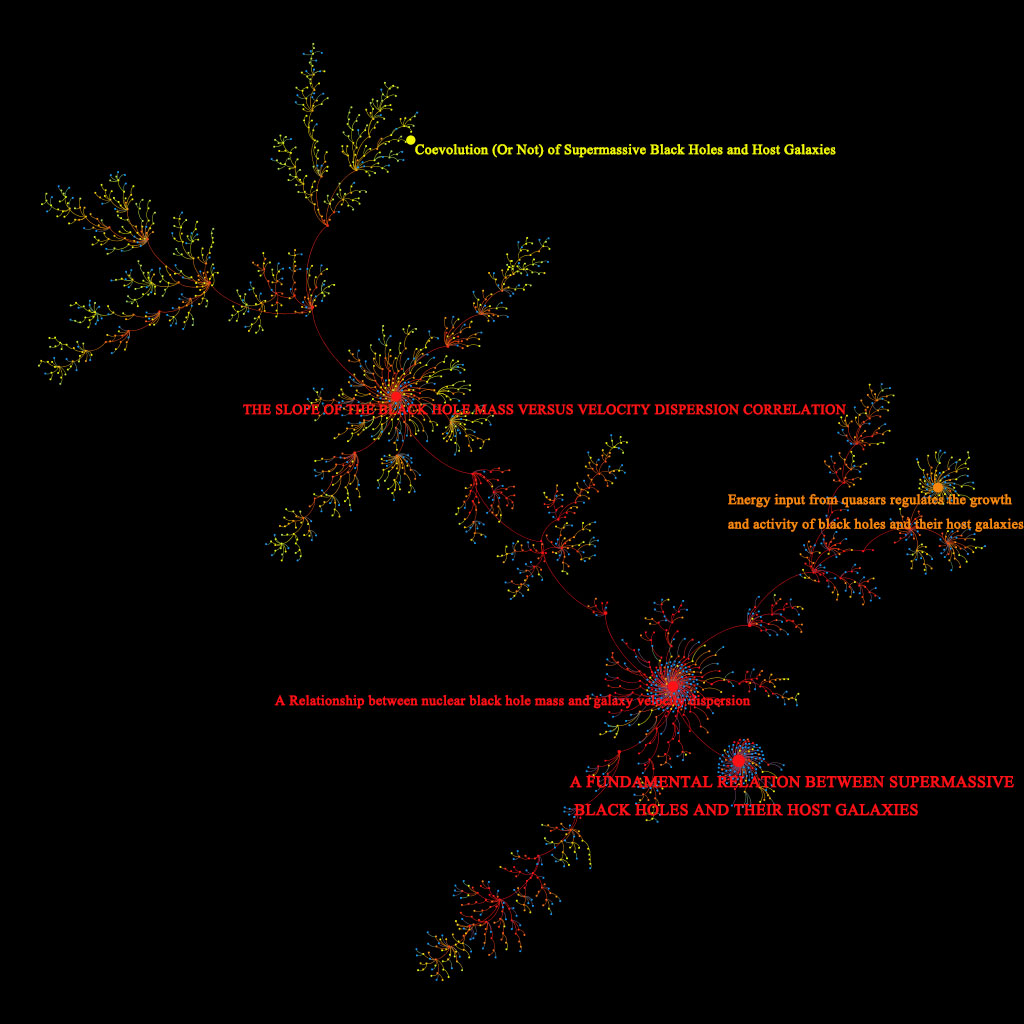 Coevolution (Or Not) of Supermassive Black Holes and Host Galaxies
THE SLOPE OF THE BLACK HOLE MASS VERSUS VELOCITY DISPERSION CORRELATION
Energy input from quasars regulates the growth
and activity of black holes and their host galaxies
A Relationship between nuclear black hole mass and galaxy velocity dispersion
A FUNDAMENTAL RELATION BETWEEN SUPERMASSIVE
BLACK HOLES AND THEIR HOST GALAXIES